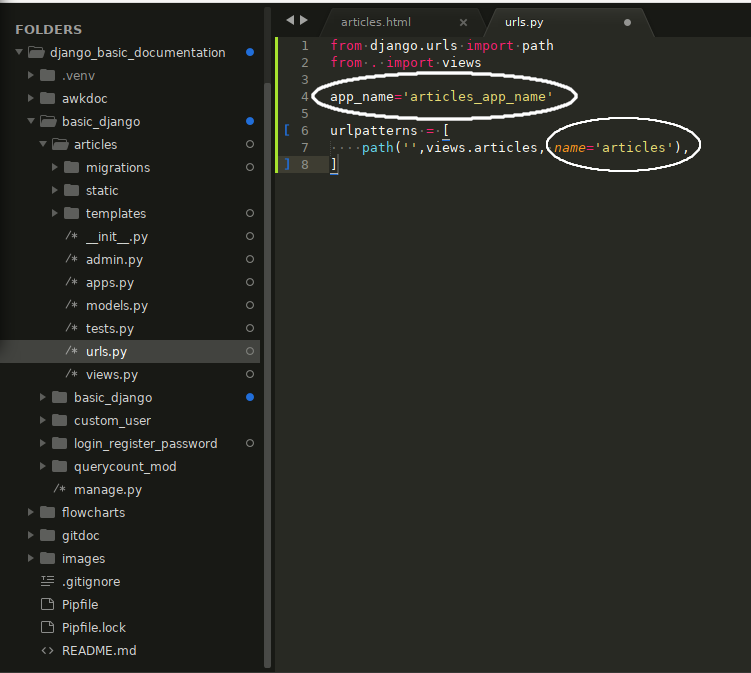 FOLDERS
django_basic_documentation
.venv
awkdoc
basic_django
articles
migrations
static
templates
/* __init__.py
/* admin.py
/* apps.py
/* models.py
/* tests.py
/* urls.py
/* views.py
basic_django
custom_user
login_register_password
querycount_mod
/* manage.py
flowcharts
gitdoc
images
.gitignore
Pipfile
Pipfile.lock
<> README.md
articles.html ×
urls.py
1 from django.urls import path
2 from . import views
3
4 app_name='articles_app_name'
5
[ 6 urlpatterns = [
7     path('',views.articles, name='articles'),
] 8 ]